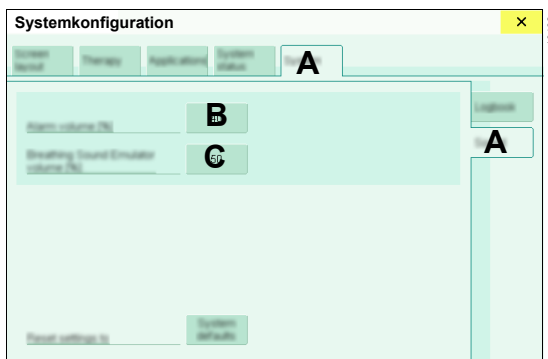 Systemkonfiguration
Screen layout
Therapy
Applications
System status
A
Logbook
A
Alarm volume [%]
B
Breathing Sound Emulator volume [%]
C
50
Reset settings to
System defaults